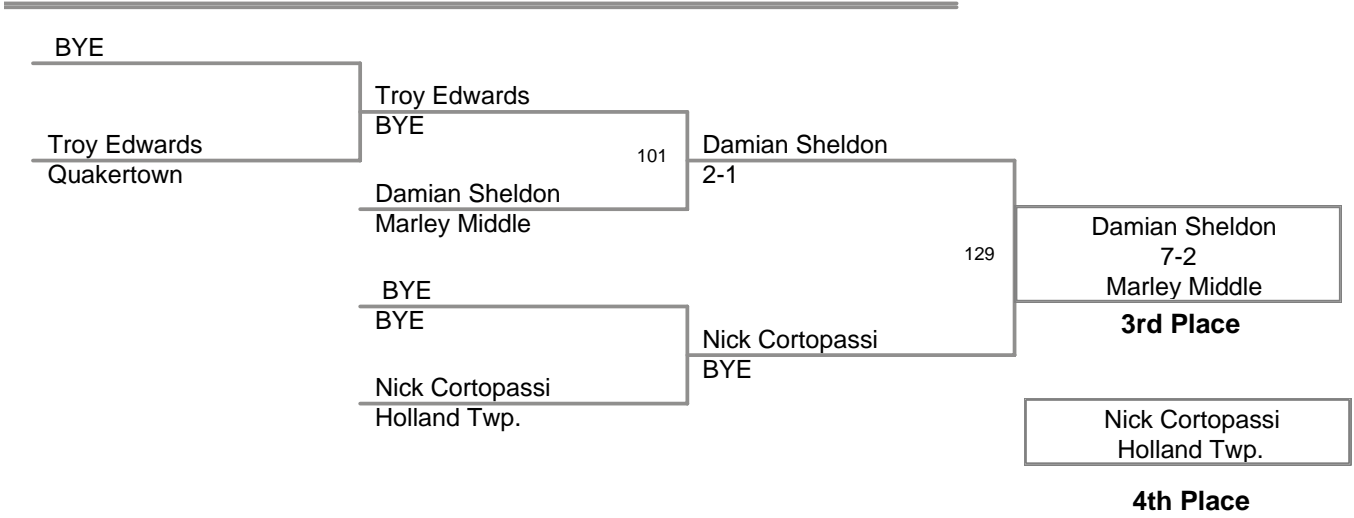 BYE
Troy Edwards
BYE
Troy Edwards
Quakertown
101
Damian Sheldon
2-1
Damian Sheldon
Marley Middle
Damian Sheldon
7-2
Marley Middle
3rd Place
129
BYE
BYE
Nick Cortopassi
BYE
Nick Cortopassi
Holland Twp.
Nick Cortopassi
Holland Twp.
4th Place